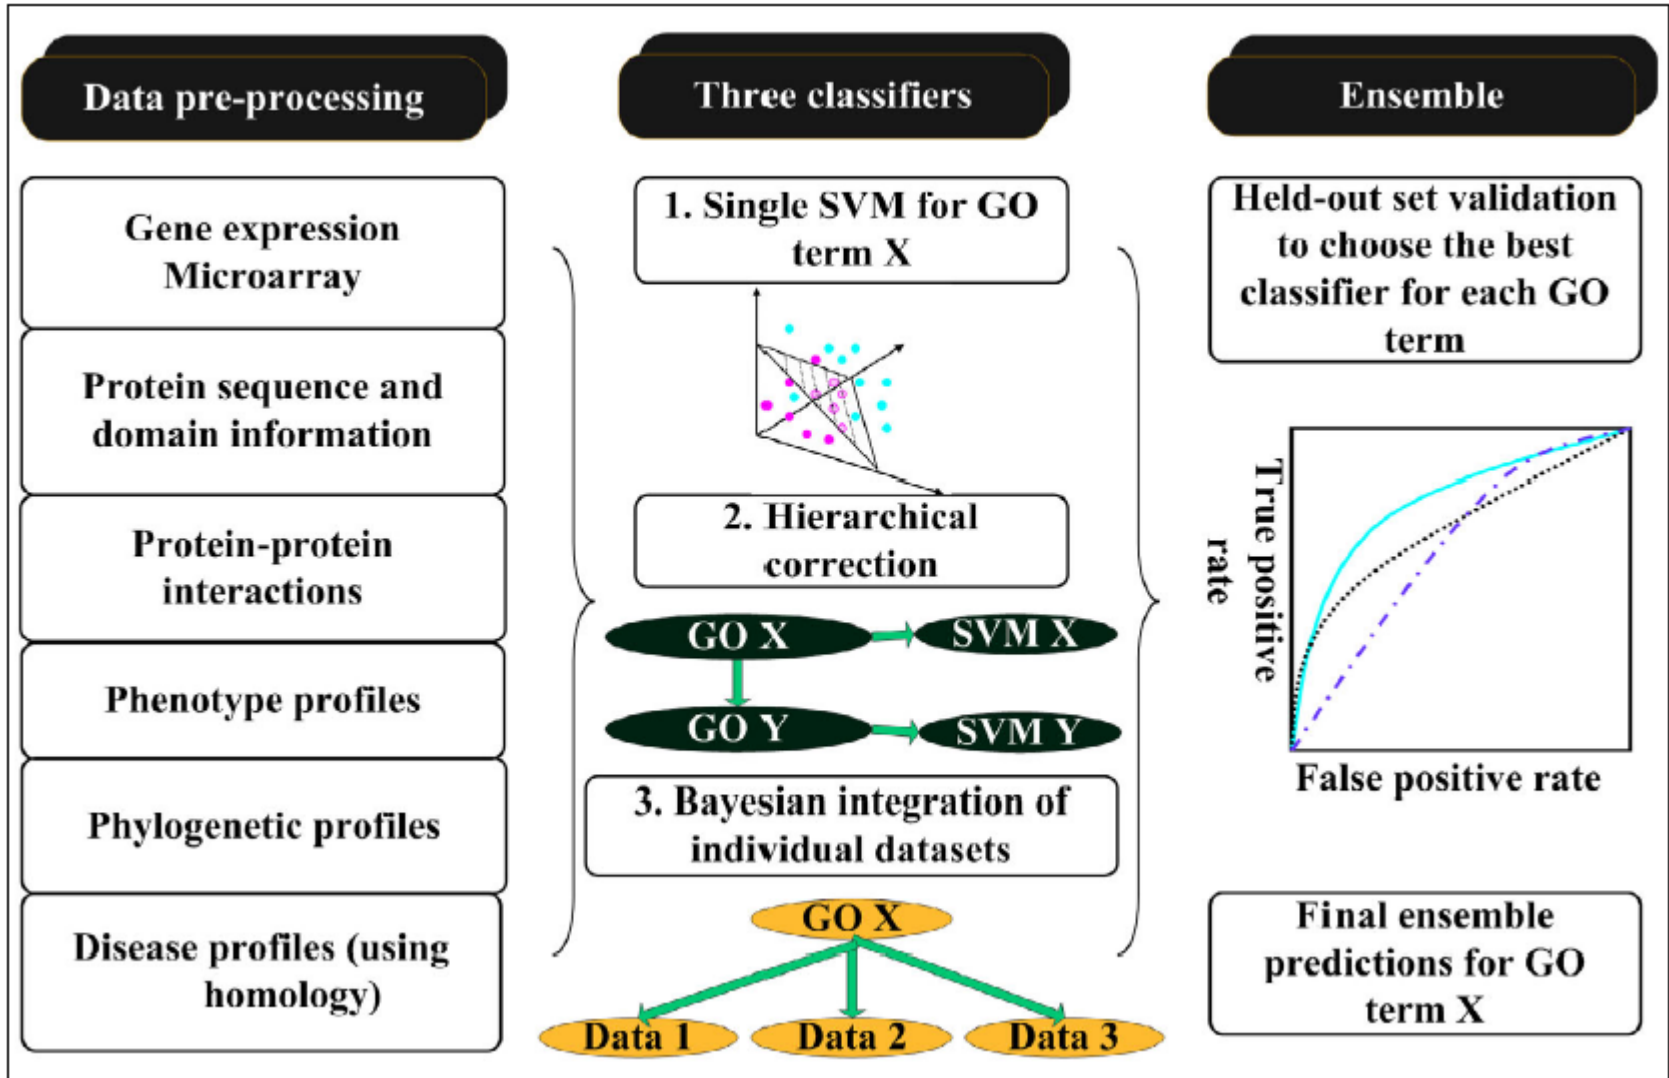 Data pre-processing
Gene expression
Microarray
Protein sequence and
domain information
Protein-protein
interactions
Phenotype profiles
Phylogenetic profiles
Disease profiles (using
homology)
Three classifiers
1. Single SVM for GO
term X
2. Hierarchical
correction
GO X
SVM X
GO Y
SVM Y
3. Bayesian integration of
individual datasets
GO X
Data 1
Data 2
Data 3
Ensemble
Held-out set validation
to choose the best
classifier for each GO
term
True positive
rate
False positive rate
Final ensemble
predictions for GO
term X